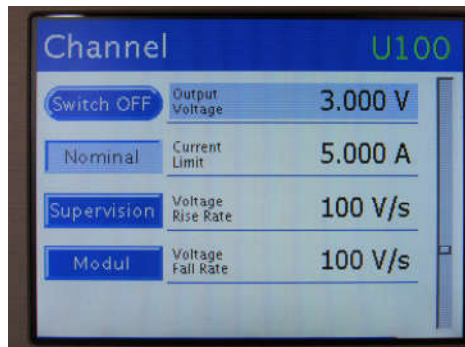 Channel U100
Switch OFF Output Voltage 3.000 V
Nominal Current Limit 5.000 A
Supervision Voltage Rise Rate 100 V/s
Modul Voltage Fall Rate 100 V/s